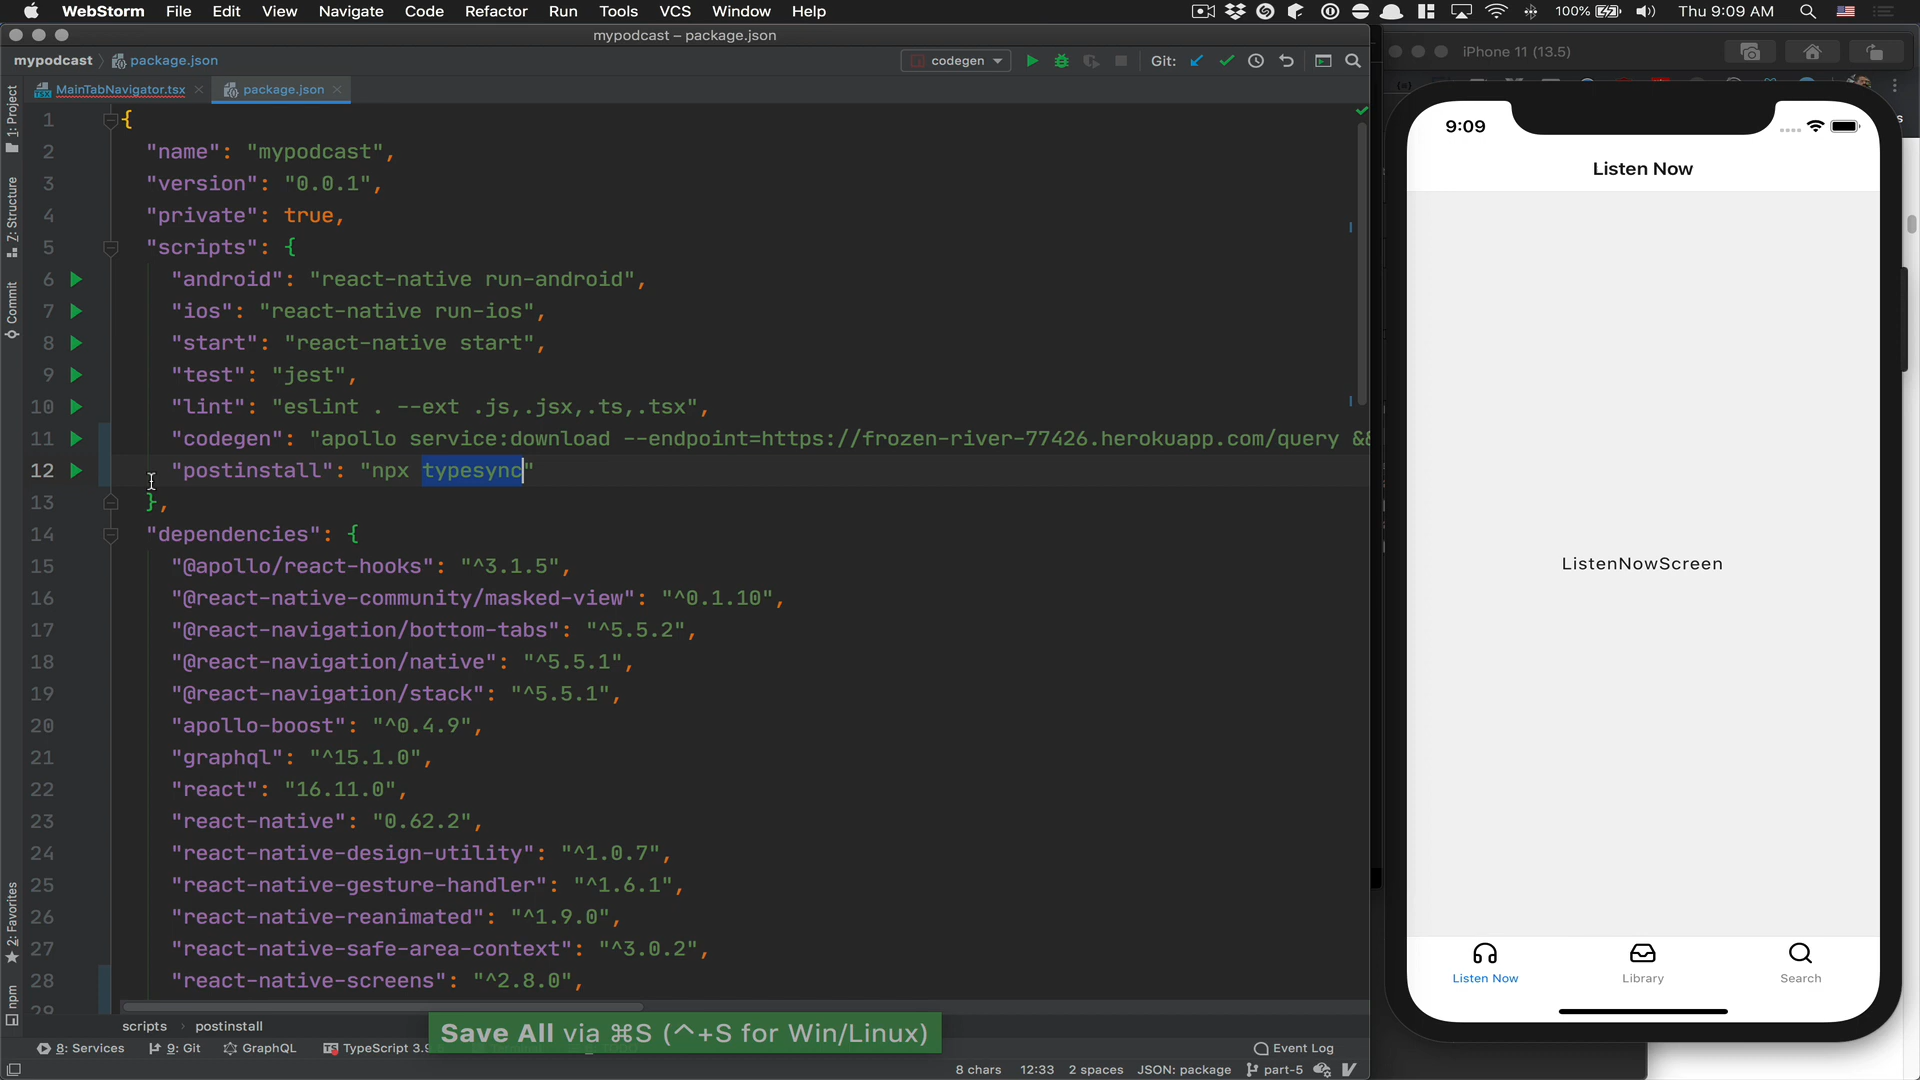 WebStorm File Edit View Navigate Code Refactor Run Tools VCS Window Help 100% Thu 9:09 AM
mypodcast – package.json
iPhone 11 (13.5)
mypodcast package.json codegen Git:
MainTabNavigator.tsx package.json
1: Project
7: Structure
Commit
2: Favorites
npm
1 {
2 "name": "mypodcast",
3 "version": "0.0.1",
4 "private": true,
5 "scripts": {
6 "android": "react-native run-android",
7 "ios": "react-native run-ios",
8 "start": "react-native start",
9 "test": "jest",
10 "lint": "eslint . --ext .js,.jsx,.ts,.tsx",
11 "codegen": "apollo service:download --endpoint=https://frozen-river-77426.herokuapp.com/query &&
12 "postinstall": "npx typesync"
13 },
14 "dependencies": {
15 "@apollo/react-hooks": "^3.1.5",
16 "@react-native-community/masked-view": "^0.1.10",
17 "@react-navigation/bottom-tabs": "^5.5.2",
18 "@react-navigation/native": "^5.5.1",
19 "@react-navigation/stack": "^5.5.1",
20 "apollo-boost": "^0.4.9",
21 "graphql": "^15.1.0",
22 "react": "16.11.0",
23 "react-native": "0.62.2",
24 "react-native-design-utility": "^1.0.7",
25 "react-native-gesture-handler": "^1.6.1",
26 "react-native-reanimated": "^1.9.0",
27 "react-native-safe-area-context": "^3.0.2",
28 "react-native-screens": "^2.8.0",
29
scripts postinstall
Save All via ⌘S (^+S for Win/Linux)
8: Services 9: Git GraphQL TypeScript 3.9 Event Log
8 chars 12:33 2 spaces JSON: package part-5
9:09
Listen Now
ListenNowScreen
Listen Now Library Search